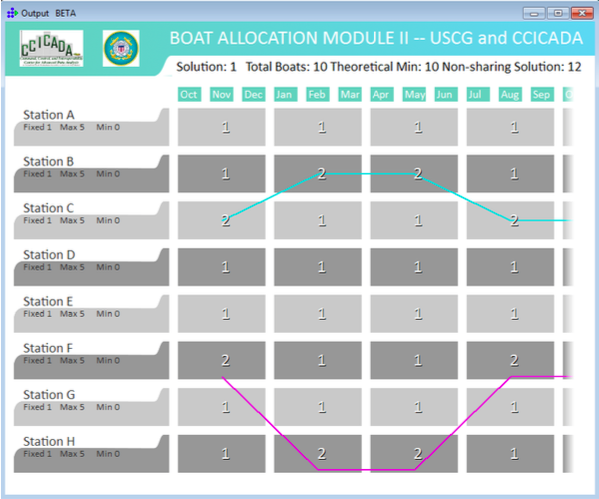 Output BETA
CCICADA
BOAT ALLOCATION MODULE II -- USCG and CCICADA
Solution: 1 Total Boats: 10 Theoretical Min: 10 Non-sharing Solution: 12
Oct Nov Dec Jan Feb Mar Apr May Jun Jul Aug Sep
Station A
Fixed 1 Max 5 Min 0
1 1 1 1
Station B
Fixed 1 Max 5 Min 0
1 2 2 1
Station C
Fixed 1 Max 5 Min 0
2 1 1 2
Station D
Fixed 1 Max 5 Min 0
1 1 1 1
Station E
Fixed 1 Max 5 Min 0
1 1 1 1
Station F
Fixed 1 Max 5 Min 0
2 1 1 2
Station G
Fixed 1 Max 5 Min 0
1 1 1 1
Station H
Fixed 1 Max 5 Min 0
1 2 2 1